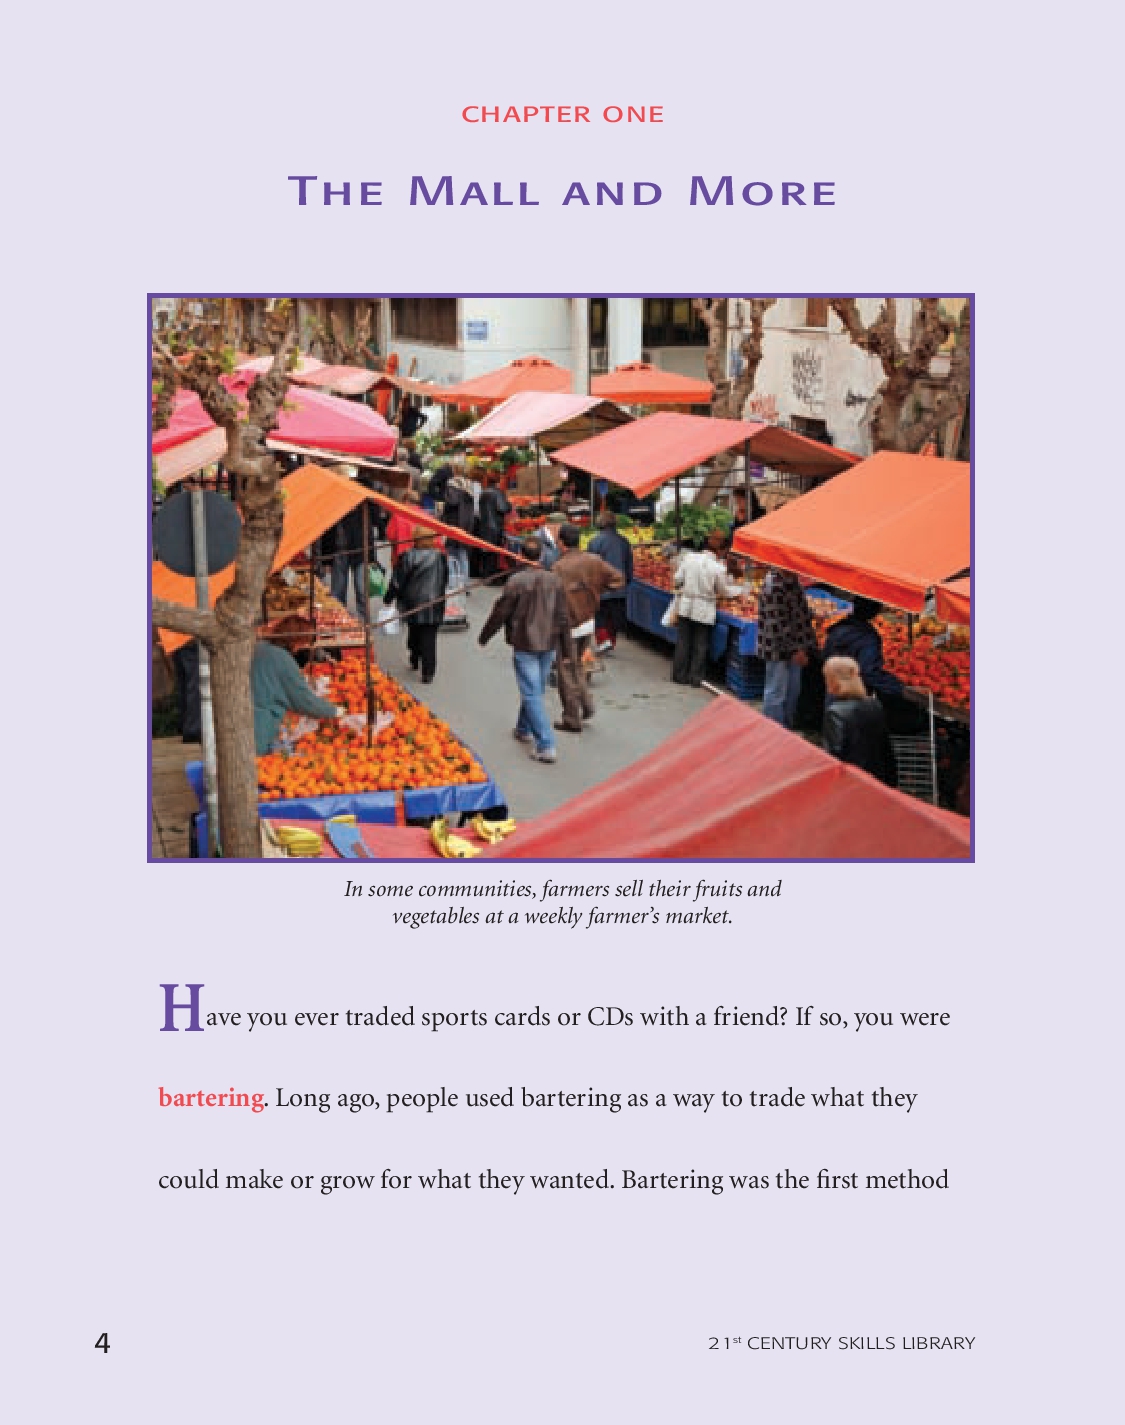 CHAPTER ONE
THE MALL AND MORE
In some communities, farmers sell their fruits and
vegetables at a weekly farmer's market.
Have you ever traded sports cards or CDs with a friend? If so, you were
bartering. Long ago, people used bartering as a way to trade what they
could make or grow for what they wanted. Bartering was the first method
4
21st CENTURY SKILLS LIBRARY